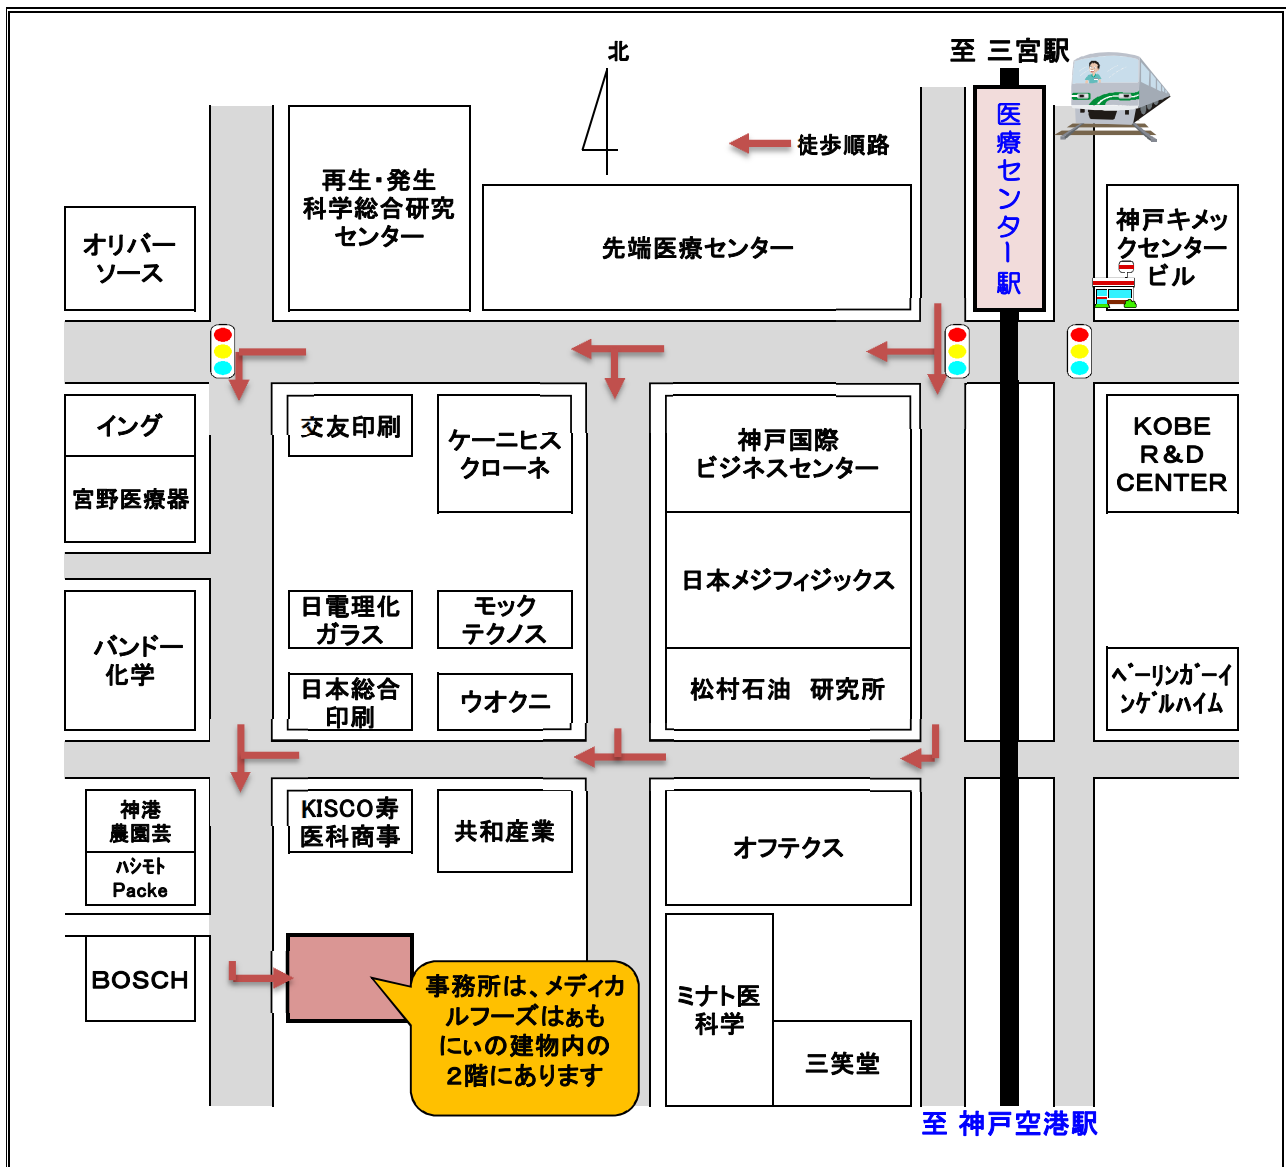 北
至 三宮駅
医療センター駅
徒歩順路
再生・発生
科学総合研究
センター
先端医療センター
オリバー
ソース
神戸キメッ
クセンター
ビル
イング
宮野医療器
交友印刷
ケーニヒス
クローネ
神戸国際
ビジネスセンター
KOBE
R&D
CENTER
日本メジフィジックス
バンドー
化学
日電理化
ガラス
モック
テクノス
日本総合
印刷
ウオクニ
松村石油 研究所
ベーリンガーイ
ンゲルハイム
神港
農園芸
ハシモト
Packe
KISCO寿
医科商事
共和産業
オフテクス
BOSCH
事務所は、メディカ
ルフーズはぁも
にぃの建物内の
２階にあります
ミナト医
科学
三笑堂
至 神戸空港駅